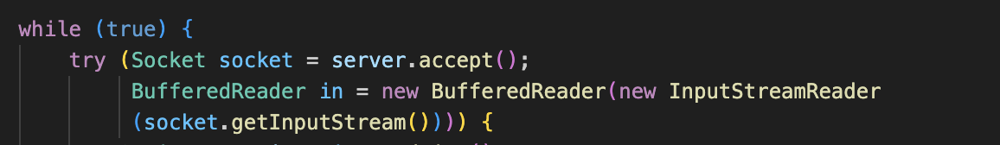 while (true) {
try (Socket socket = server.accept();
BufferedReader in = new BufferedReader(new InputStreamReader
(socket.getInputStream()))) {